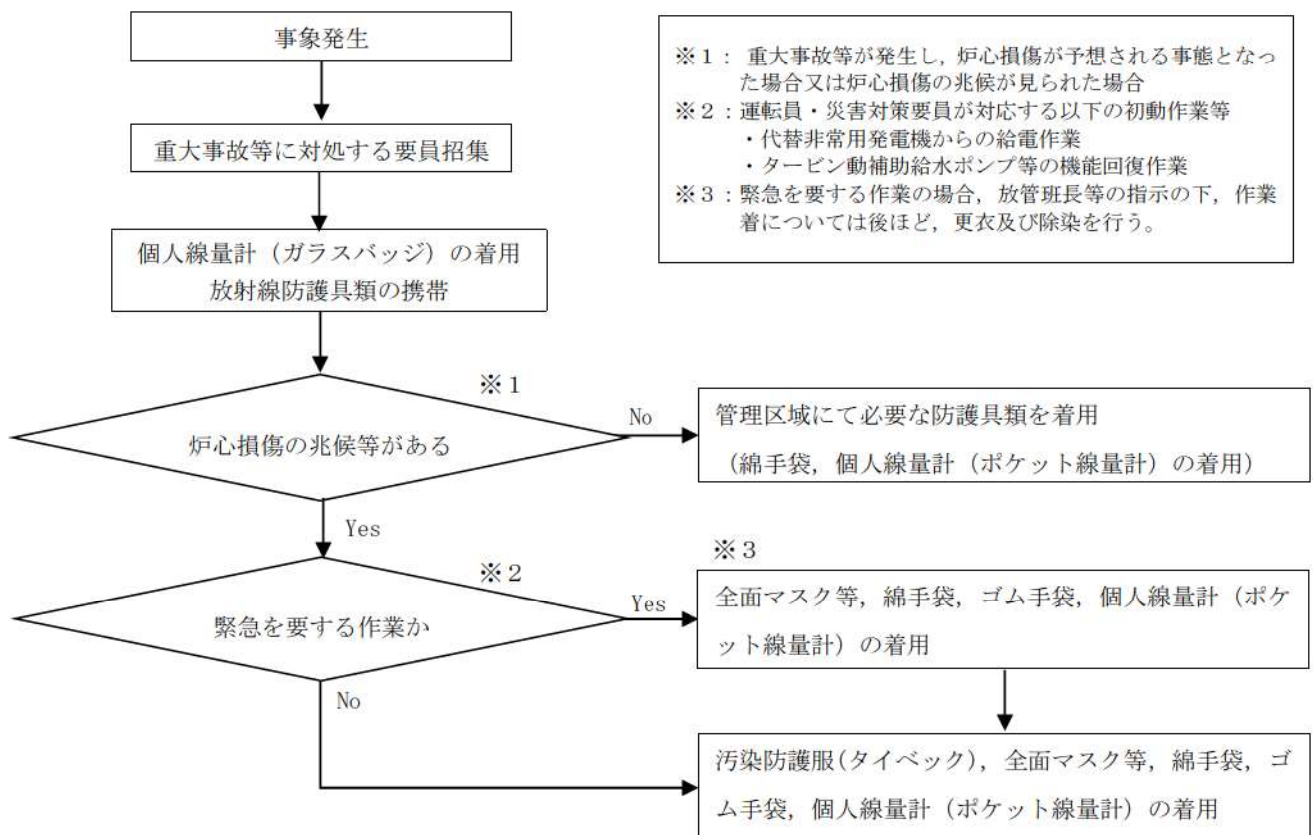 事象発生
重大事故等に対処する要員招集
個人線量計（ガラスバッジ）の着用
放射線防護具類の携帯
※１： 重大事故等が発生し，炉心損傷が予想される事態となっ
た場合又は炉心損傷の兆候が見られた場合
※２：運転員・災害対策要員が対応する以下の初動作業等
・代替非常用発電機からの給電作業
・タービン動補助給水ポンプ等の機能回復作業
※３：緊急を要する作業の場合，放管班長等の指示の下，作業
着については後ほど，更衣及び除染を行う。
※１
炉心損傷の兆候等がある
No
管理区域にて必要な防護具類を着用
（綿手袋，個人線量計（ポケット線量計）の着用）
Yes
※２
緊急を要する作業か
Yes
※３
全面マスク等，綿手袋，ゴム手袋，個人線量計（ポケ
ット線量計）の着用
No
汚染防護服(タイベック)，全面マスク等，綿手袋，ゴ
ム手袋，個人線量計（ポケット線量計）の着用